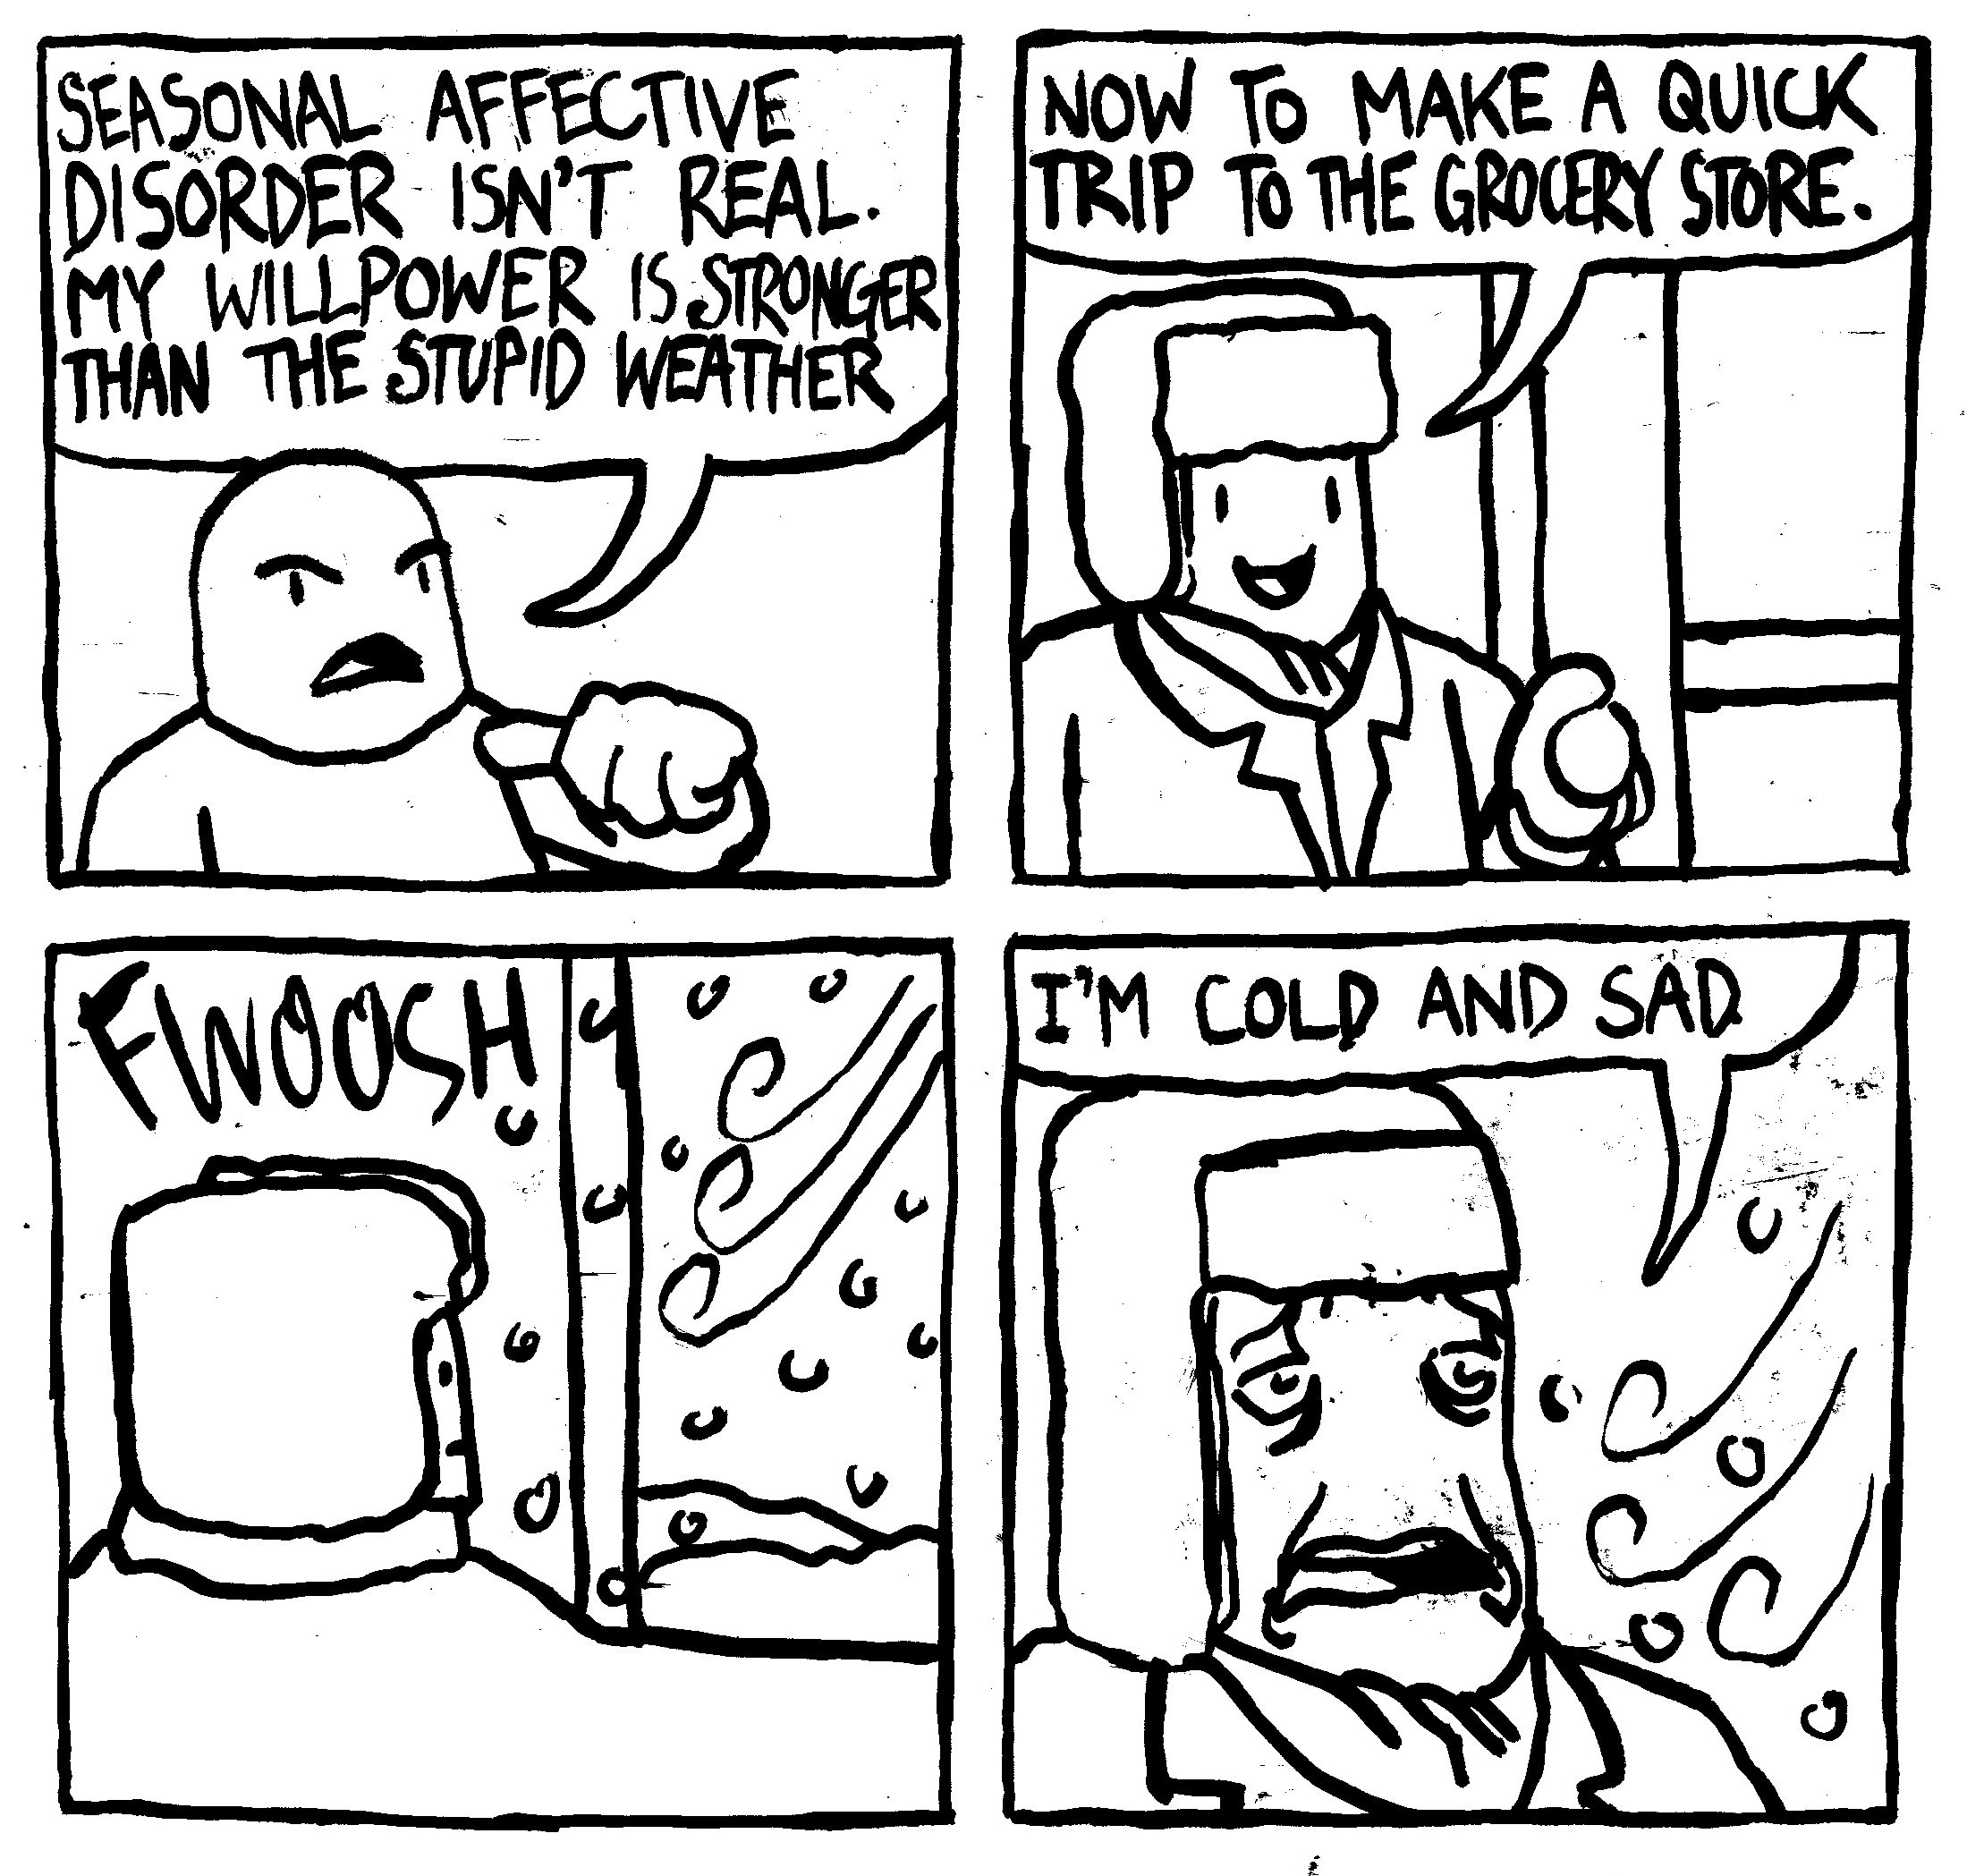 SEASONAL AFFECTIVE
DISORDER ISN'T REAL.
MY WILLPOWER IS STRONGER
THAN THE STUPID WEATHER
NOW TO MAKE A QUICK
TRIP TO THE GROCERY STORE.
FWOOSH
I'M COLD AND SAD